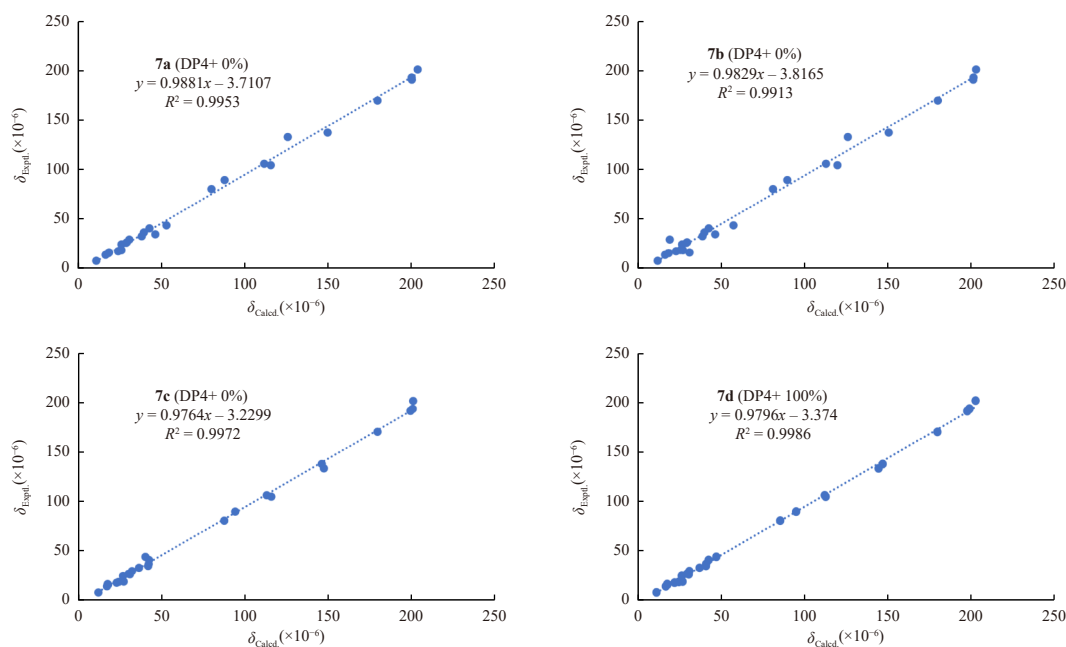 250
200
150
100
50
0
δExptl.(×10⁻⁶)
7a (DP4+ 0%)
y = 0.9881x – 3.7107
R² = 0.9953
0 50 100 150 200 250
δCalcd.(×10⁻⁶)
250
200
150
100
50
0
δExptl.(×10⁻⁶)
7b (DP4+ 0%)
y = 0.9829x – 3.8165
R² = 0.9913
0 50 100 150 200 250
δCalcd.(×10⁻⁶)
250
200
150
100
50
0
δExptl.(×10⁻⁶)
7c (DP4+ 0%)
y = 0.9764x – 3.2299
R² = 0.9972
0 50 100 150 200 250
δCalcd.(×10⁻⁶)
250
200
150
100
50
0
δExptl.(×10⁻⁶)
7d (DP4+ 100%)
y = 0.9796x – 3.374
R² = 0.9986
0 50 100 150 200 250
δCalcd.(×10⁻⁶)